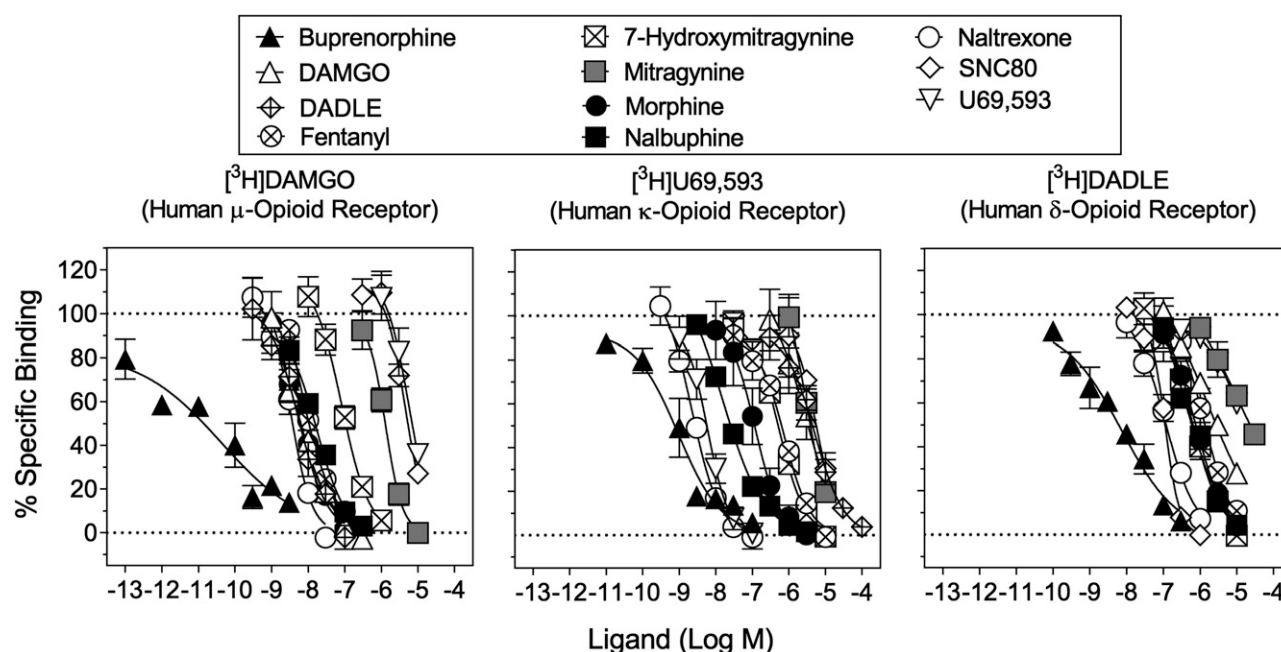 Buprenorphine
DAMGO
DADLE
Fentanyl
7-Hydroxymitragynine
Mitragynine
Morphine
Nalbuphine
Naltrexone
SNC80
U69,593
[³H]DAMGO
(Human μ-Opioid Receptor)
[³H]U69,593
(Human κ-Opioid Receptor)
[³H]DADLE
(Human δ-Opioid Receptor)
% Specific Binding
120
100
80
60
40
20
0
-13 -12 -11 -10 -9 -8 -7 -6 -5 -4
-13 -12 -11 -10 -9 -8 -7 -6 -5 -4
-13 -12 -11 -10 -9 -8 -7 -6 -5 -4
Ligand (Log M)